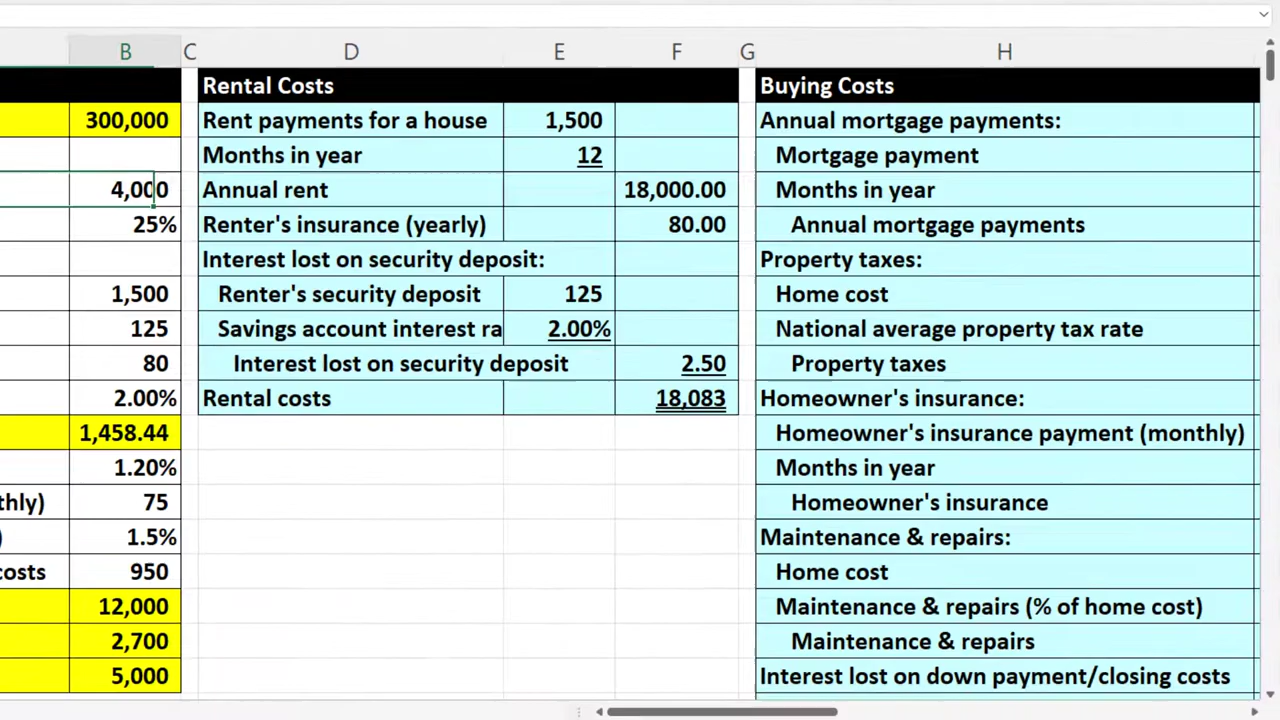 B C D E F G H
Rental Costs Buying Costs
300,000 Rent payments for a house 1,500 Annual mortgage payments:
Months in year 12 Mortgage payment
4,000 Annual rent 18,000.00 Months in year
25% Renter's insurance (yearly) 80.00 Annual mortgage payments
Interest lost on security deposit: Property taxes:
1,500 Renter's security deposit 125 Home cost
125 Savings account interest ra 2.00% National average property tax rate
80 Interest lost on security deposit 2.50 Property taxes
2.00% Rental costs 18,083 Homeowner's insurance:
1,458.44 Homeowner's insurance payment (monthly)
1.20% Months in year
thly) 75 Homeowner's insurance
) 1.5% Maintenance & repairs:
costs 950 Home cost
12,000 Maintenance & repairs (% of home cost)
2,700 Maintenance & repairs
5,000 Interest lost on down payment/closing costs